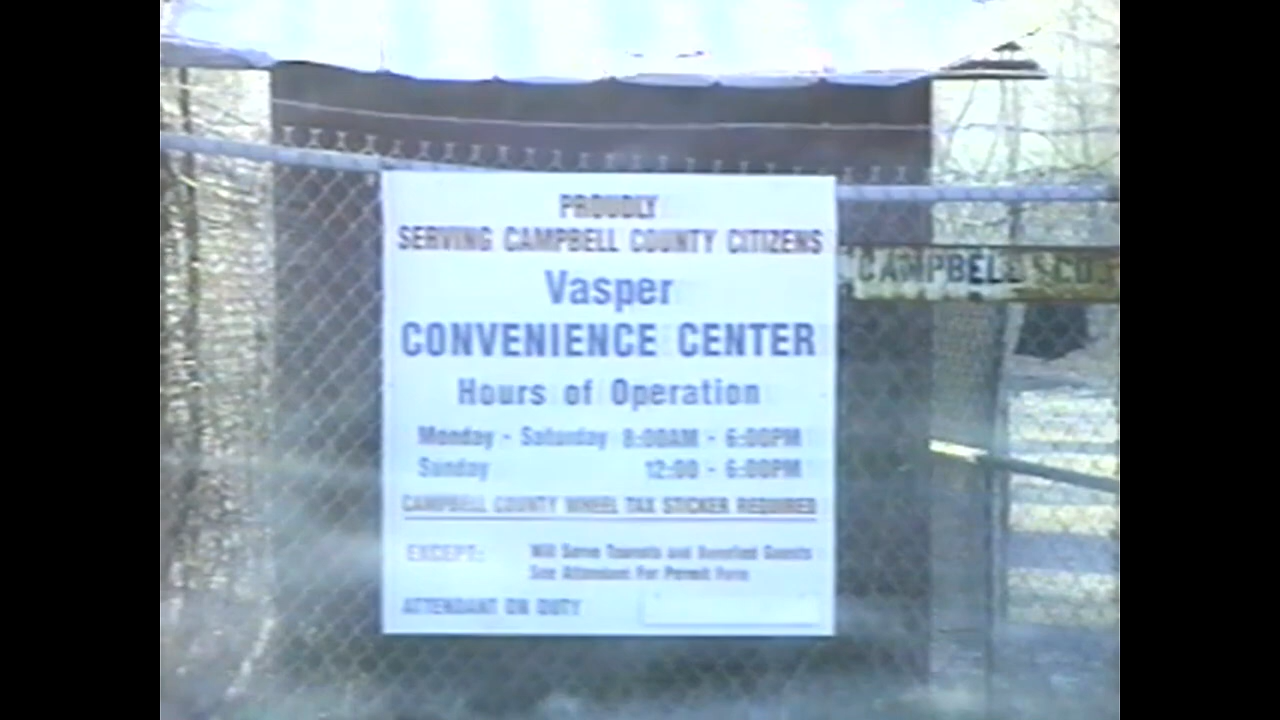 PROUDLY
SERVING CAMPBELL COUNTY CITIZENS
Vasper
CONVENIENCE CENTER
Hours of Operation
Monday - Saturday 8:00AM - 6:00PM
Sunday 12:00 - 6:00PM
CAMPBELL COUNTY WHEEL TAX STICKER REQUIRED
EXCEPT: Will Serve Tourists and Guests
See Attendant For Permit Form
ATTENDANT ON DUTY
CAMPBELL CO